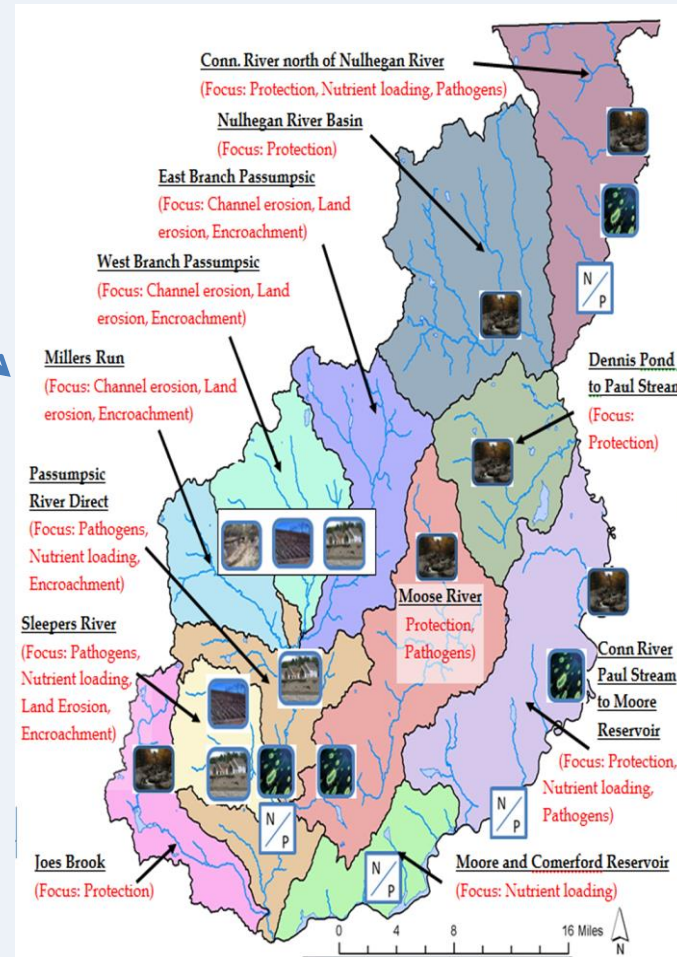 Conn. River north of Nulhegan River
(Focus: Protection, Nutrient loading, Pathogens)
Nulhegan River Basin
(Focus: Protection)
East Branch Passumpsic
(Focus: Channel erosion, Land
erosion, Encroachment)
West Branch Passumpsic
(Focus: Channel erosion, Land
erosion, Encroachment)
Millers Run
(Focus: Channel erosion, Land
erosion, Encroachment)
N/P
Dennis Pond
to Paul Stream
(Focus:
Protection)
Passumpsic
River Direct
(Focus: Pathogens,
Nutrient loading,
Encroachment)
Moose River
Protection,
Pathogens)
Sleepers River
(Focus: Pathogens,
Nutrient loading,
Land Erosion,
Encroachment)
Conn River
Paul Stream
to Moore
Reservoir
(Focus: Protection,
Nutrient loading,
Pathogens)
N/P
N/P
N/P
Joes Brook
(Focus: Protection)
Moore and Comerford Reservoir
(Focus: Nutrient loading)
0 4 8 16 Miles
N